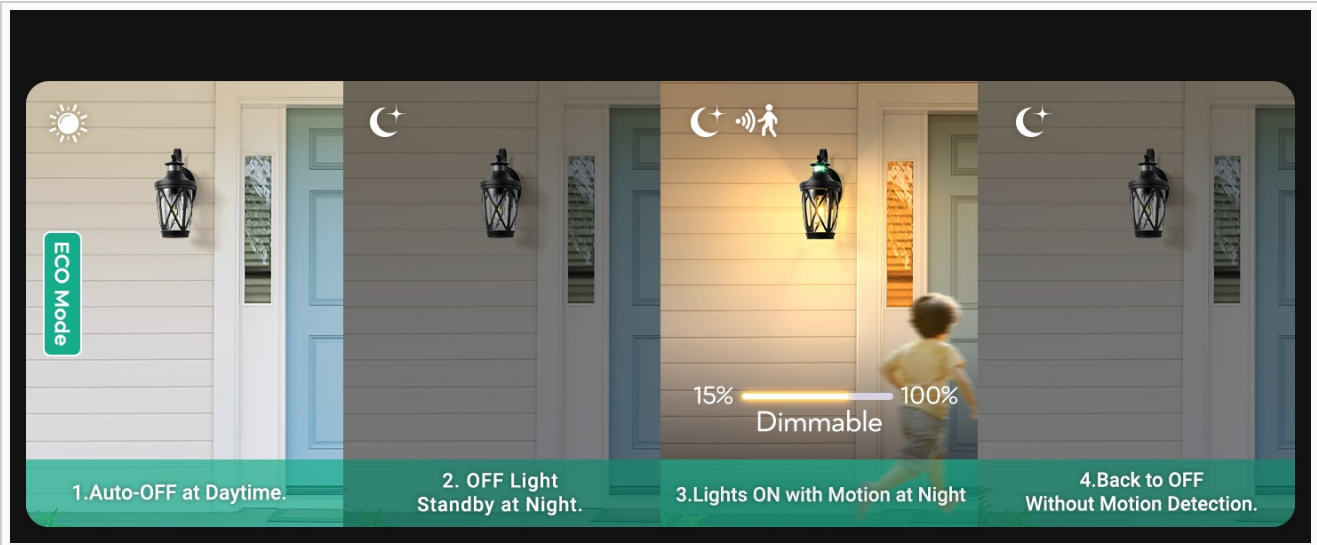 ECO Mode
1.Auto-OFF at Daytime.
2. OFF Light
Standby at Night.
15% 100%
Dimmable
3.Lights ON with Motion at Night
4.Back to OFF
Without Motion Detection.